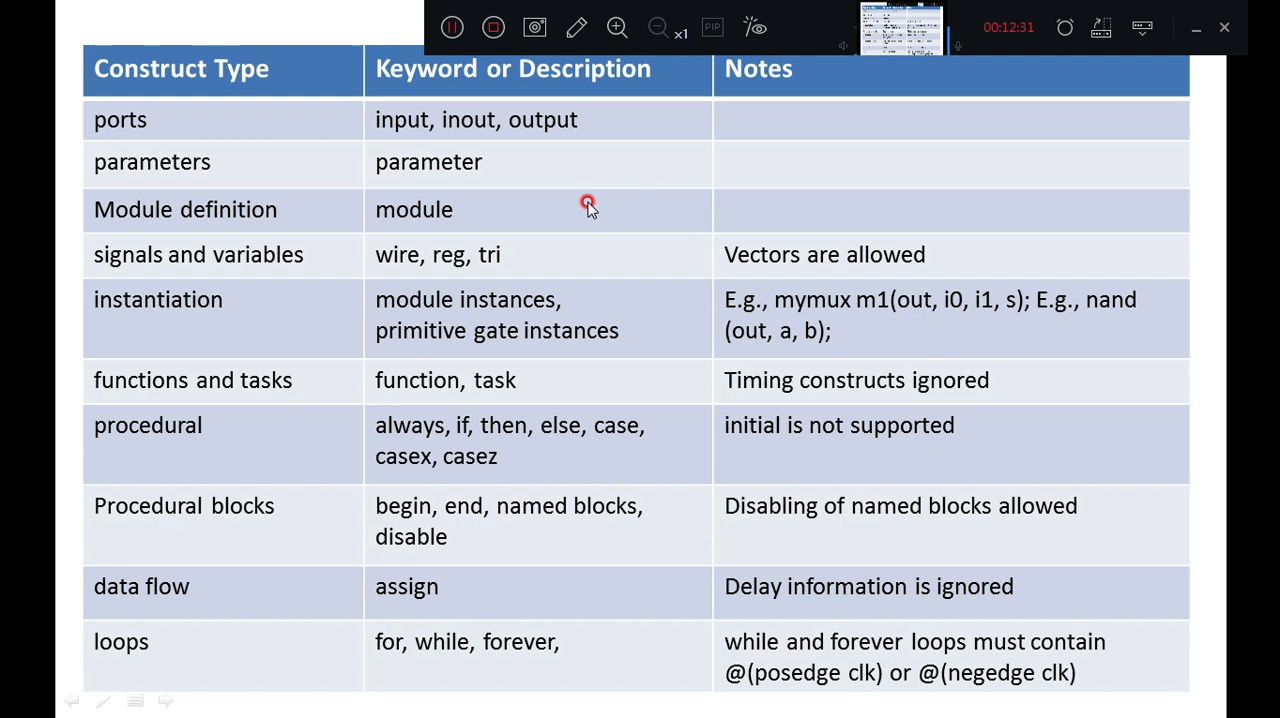 x1 PIP 00:12:31
Construct Type Keyword or Description Notes
ports input, inout, output
parameters parameter
Module definition module
signals and variables wire, reg, tri Vectors are allowed
instantiation module instances, E.g., mymux m1(out, i0, i1, s); E.g., nand
primitive gate instances (out, a, b);
functions and tasks function, task Timing constructs ignored
procedural always, if, then, else, case, initial is not supported
casex, casez
Procedural blocks begin, end, named blocks, Disabling of named blocks allowed
disable
data flow assign Delay information is ignored
loops for, while, forever, while and forever loops must contain
@(posedge clk) or @(negedge clk)